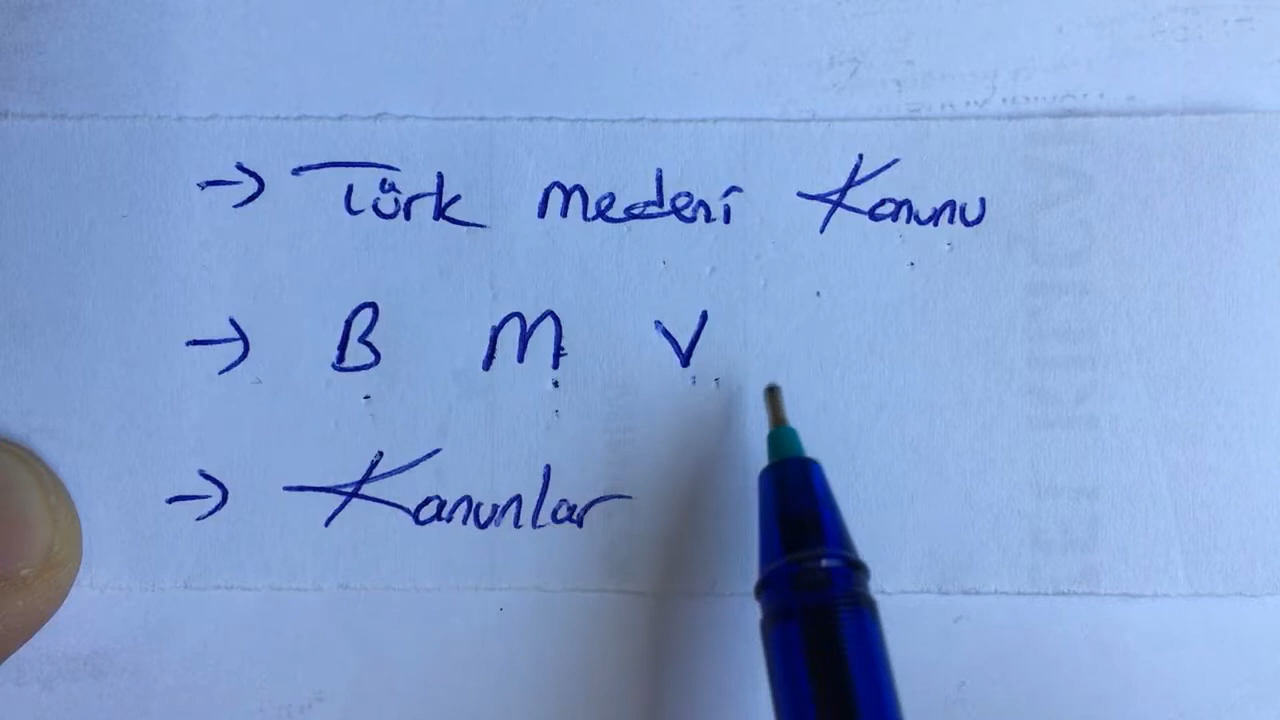 → Türk medeni Kanunu
→ B M V
→ Kanunlar